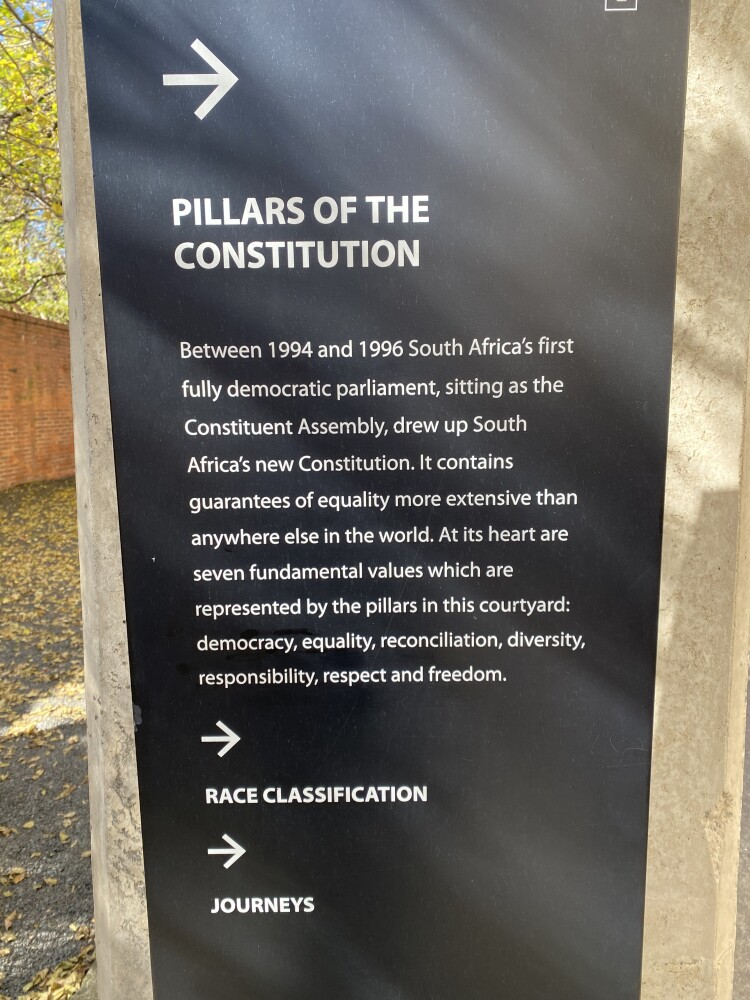 PILLARS OF THE
CONSTITUTION
Between 1994 and 1996 South Africa's first
fully democratic parliament, sitting as the
Constituent Assembly, drew up South
Africa's new Constitution. It contains
guarantees of equality more extensive than
anywhere else in the world. At its heart are
seven fundamental values which are
represented by the pillars in this courtyard:
democracy, equality, reconciliation, diversity,
responsibility, respect and freedom.
RACE CLASSIFICATION
JOURNEYS